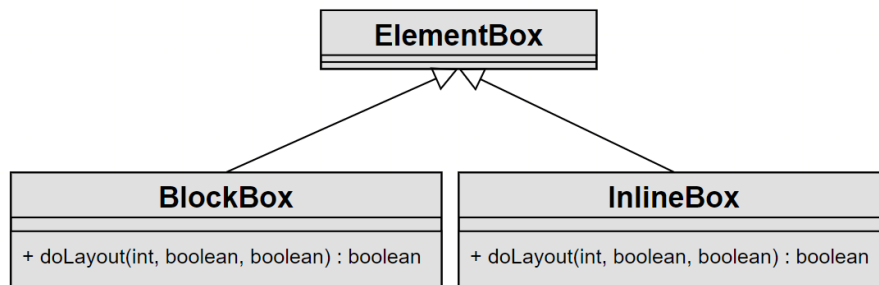 ElementBox
BlockBox
+ doLayout(int, boolean, boolean) : boolean
InlineBox
+ doLayout(int, boolean, boolean) : boolean